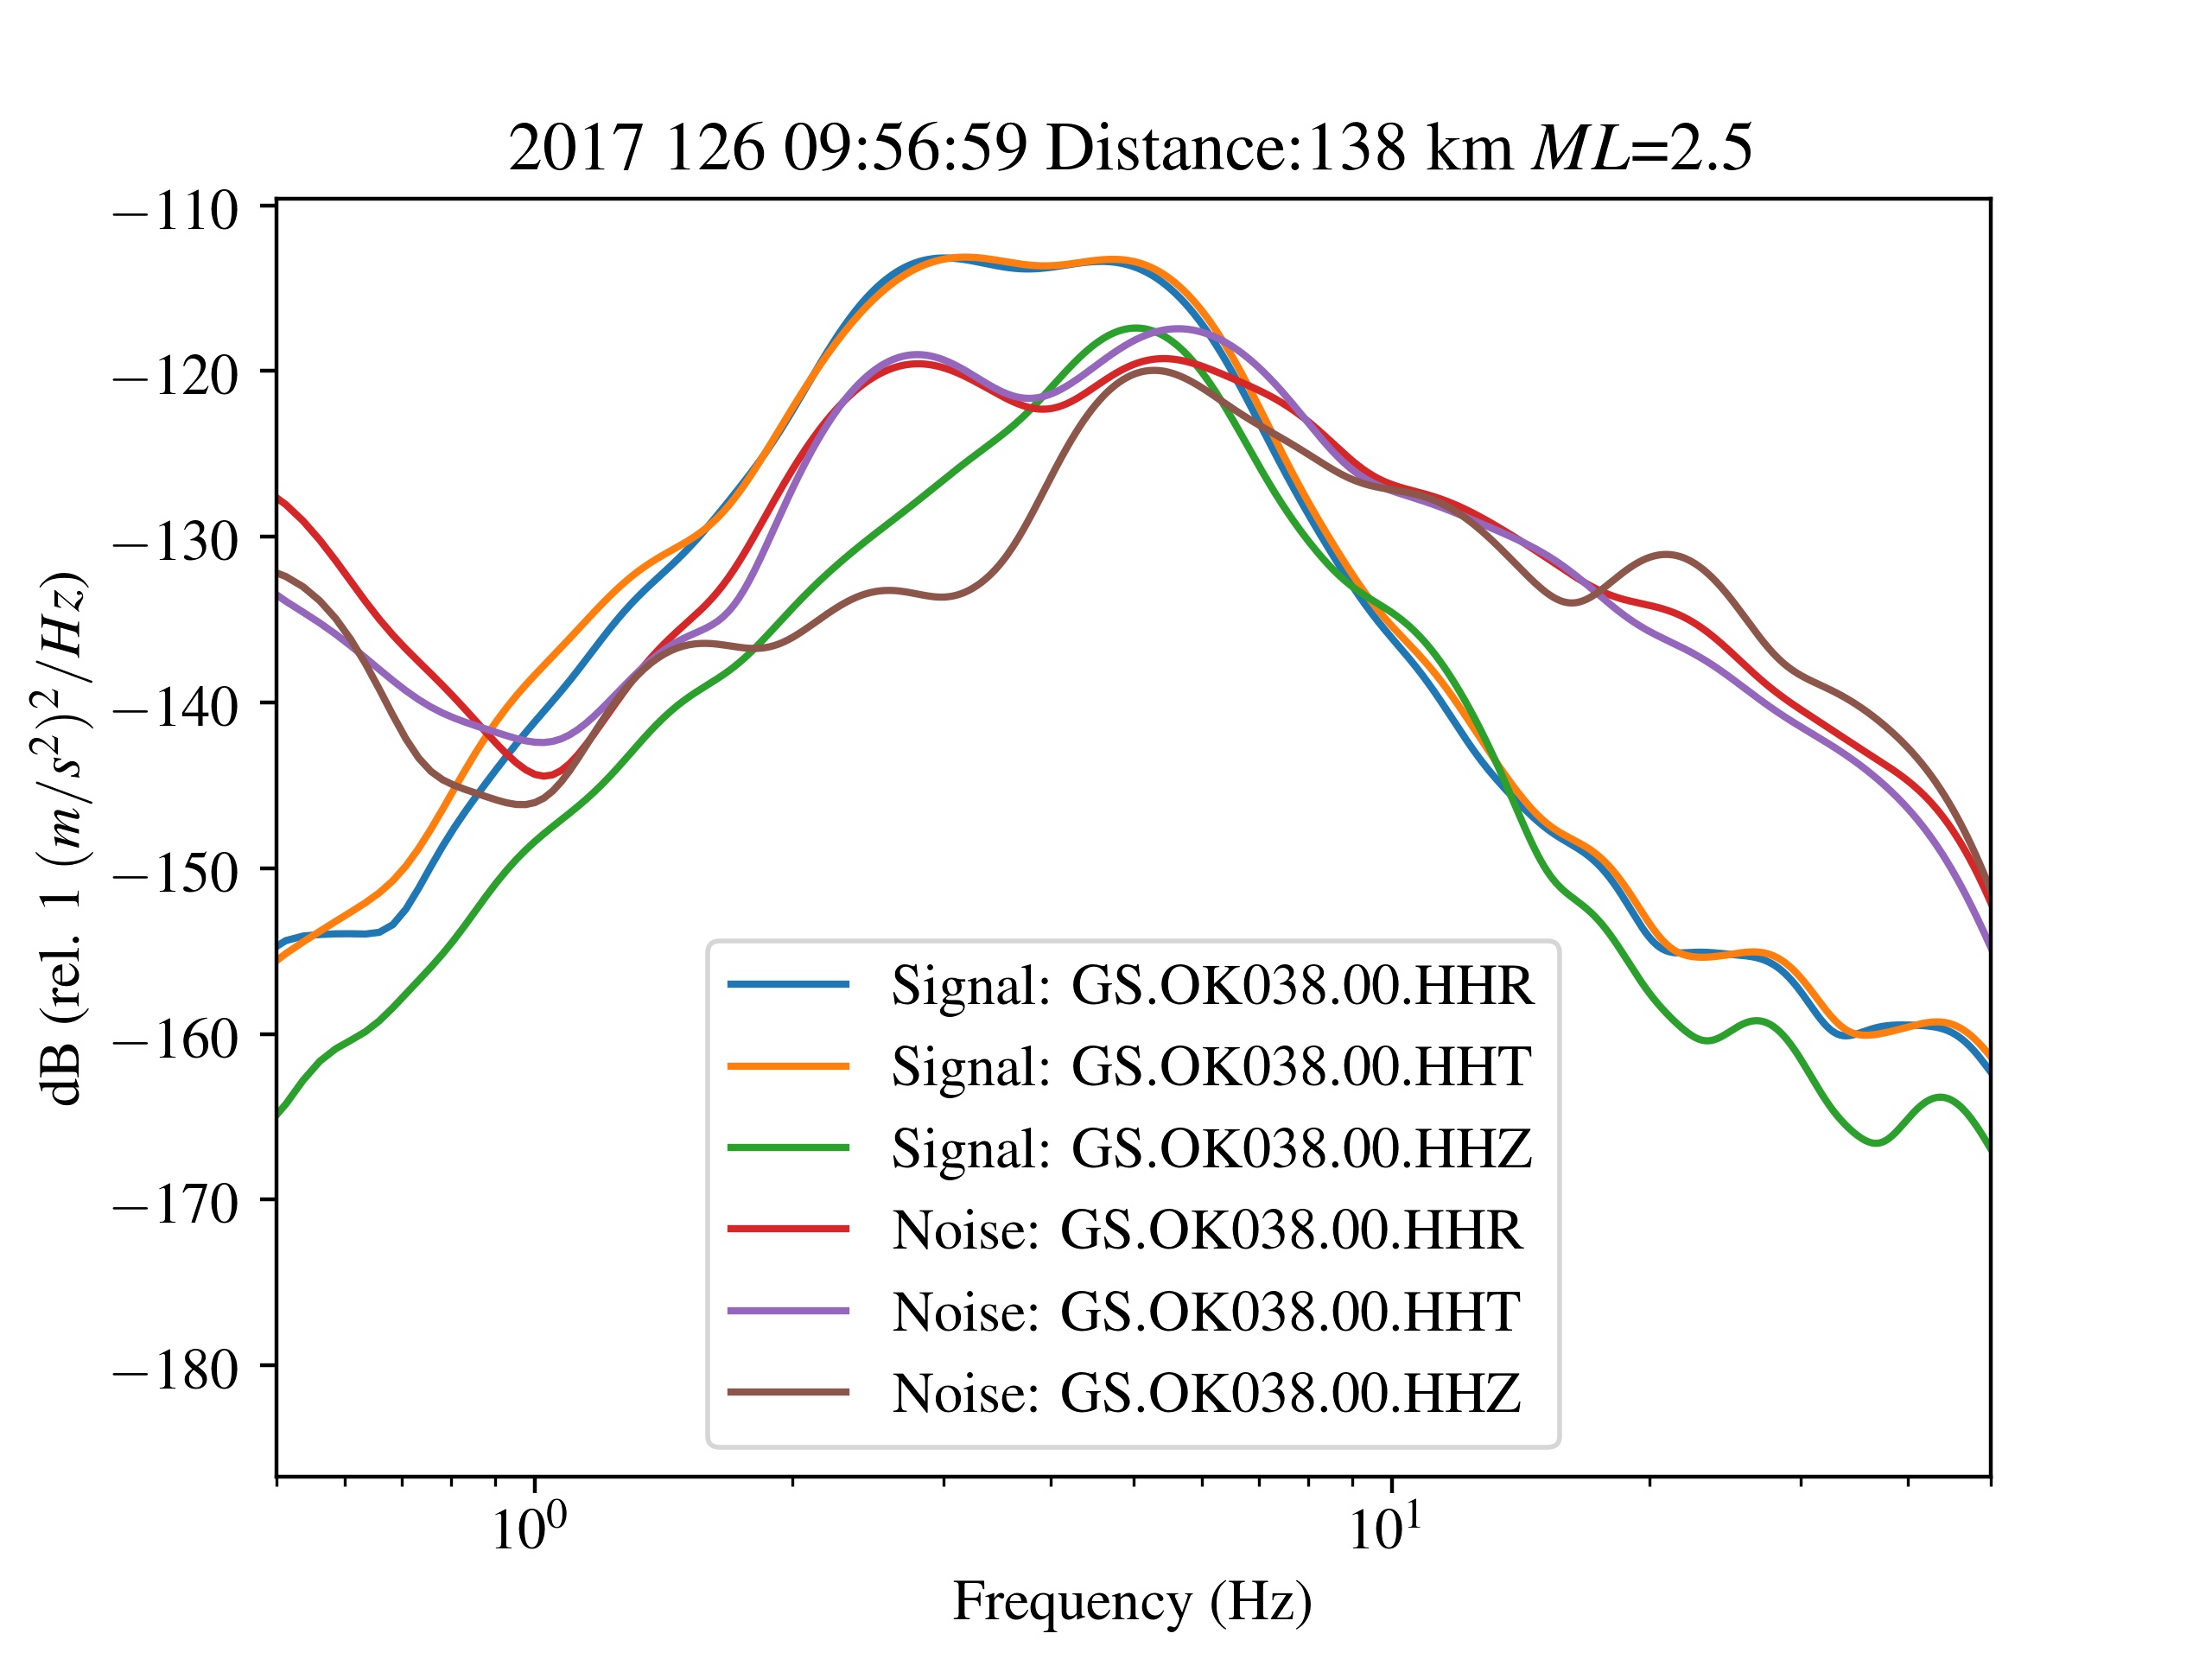 2017 126 09:56:59 Distance:138 km ML=2.5
dB (rel. 1 (m/s²)²/Hz)
−110
−120
−130
−140
−150
−160
−170
−180
Signal: GS.OK038.00.HHR
Signal: GS.OK038.00.HHT
Signal: GS.OK038.00.HHZ
Noise: GS.OK038.00.HHR
Noise: GS.OK038.00.HHT
Noise: GS.OK038.00.HHZ
10⁰ 10¹
Frequency (Hz)